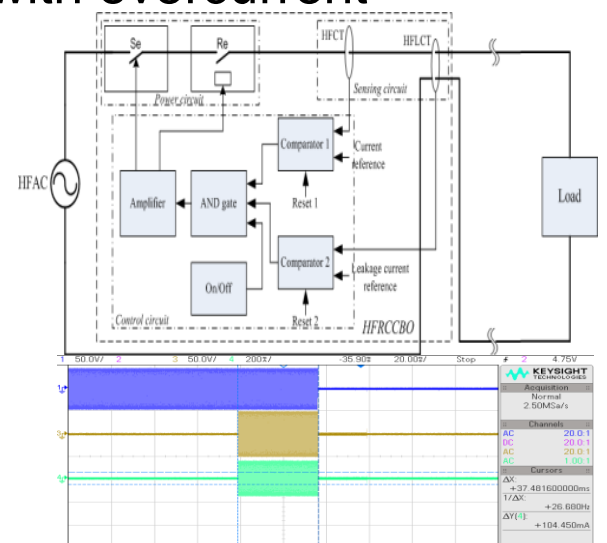 with overcurrent
Se
Re
HFCT
HFLCT
Power circuit
Sensing circuit
Comparator 1
Current
reference
HFAC
Amplifier
AND gate
Reset 1
Load
Comparator 2
Leakage current
reference
On/Off
Control circuit
Reset 2
HFRCCBO
1 50.0V/ 2 3 50.0V/ 4 200%/ -35.90% 20.00%/ Stop 2 4.75V
KEYSIGHT
TECHNOLOGIES
Acquisition
Normal
2.50MSa/s
Channels
AC 20.0:1
DC 20.0:1
AC 20.0:1
AC 1.00:1
Cursors
ΔX:
+37.481600000ms
1/ΔX:
+26.680Hz
ΔY(4):
+104.450mA